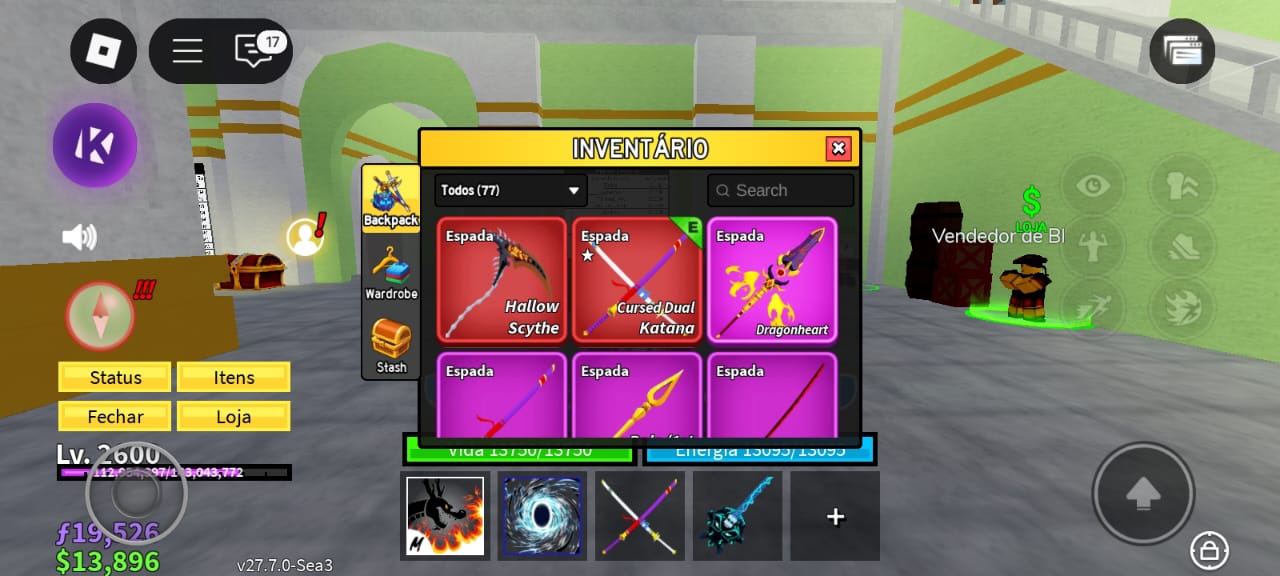 17
INVENTÁRIO
Todos (77)
Search
Backpack
Wardrobe
Stash
Espada
Hallow
Scythe
Espada
E
Cursed Dual
Katana
Espada
Dragonheart
Espada
Espada
Espada
$
LOJA
Vendedor de Bl
!
!!!
Status
Itens
Fechar
Loja
Lv. 2600
Vida 13750/13750
Energia 13095/13095
ƒ19,526
$13,896
v27.7.0-Sea3
M
+